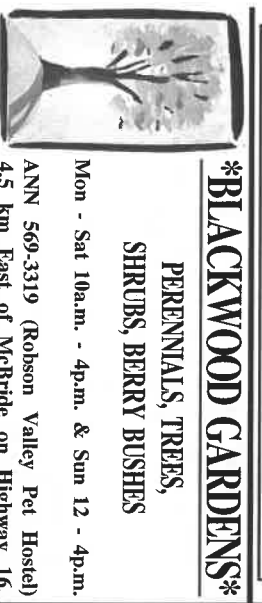 *BLACKWOOD GARDENS*
PERENNIALS, TREES,
SHRUBS, BERRY BUSHES
Mon - Sat 10a.m. - 4p.m. & Sun 12 - 4p.m.
ANN 569-3319 (Robson Valley Pet Hostel)
4.5 km East of McBride on Highway 16.